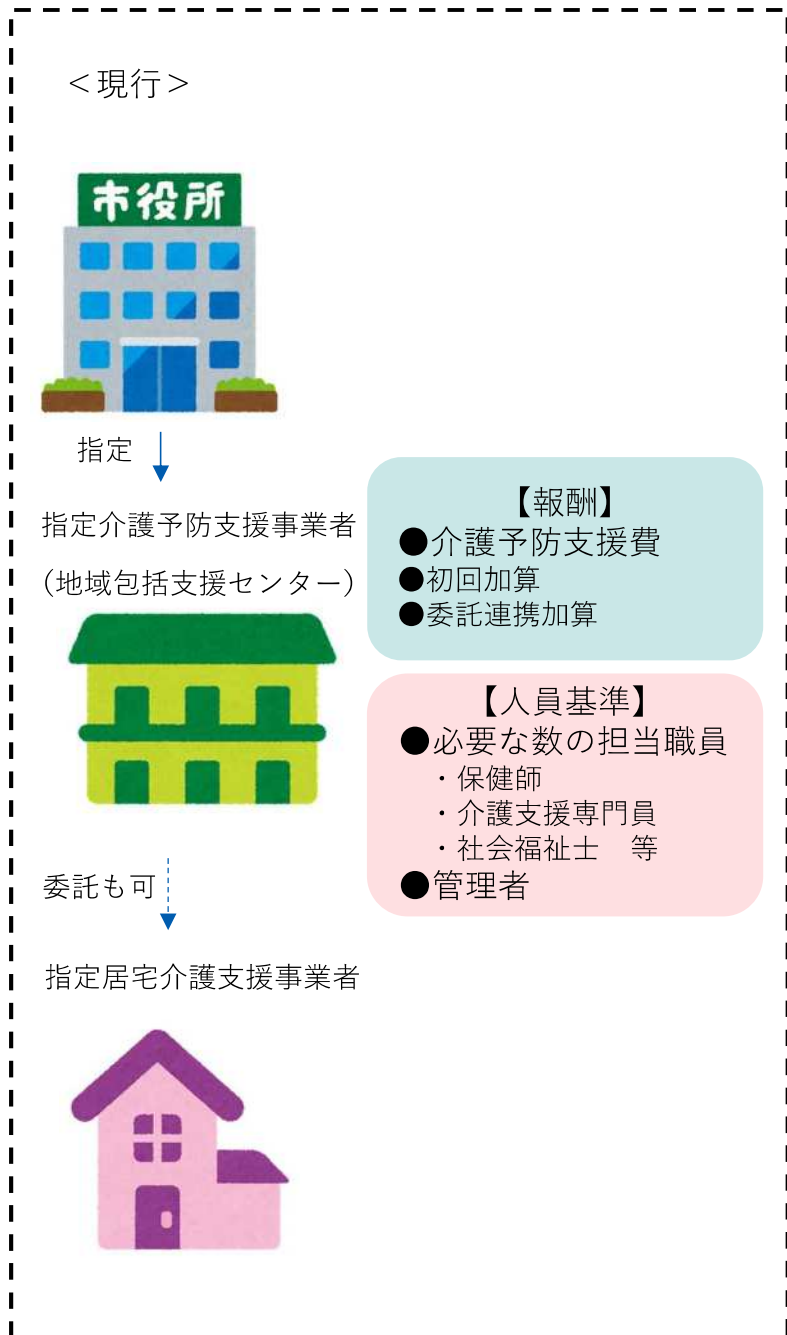 ＜現行＞
市役所
指定
指定介護予防支援事業者
（地域包括支援センター）
【報酬】
●介護予防支援費
●初回加算
●委託連携加算
【人員基準】
●必要な数の担当職員
・保健師
・介護支援専門員
・社会福祉士　等
●管理者
委託も可
指定居宅介護支援事業者